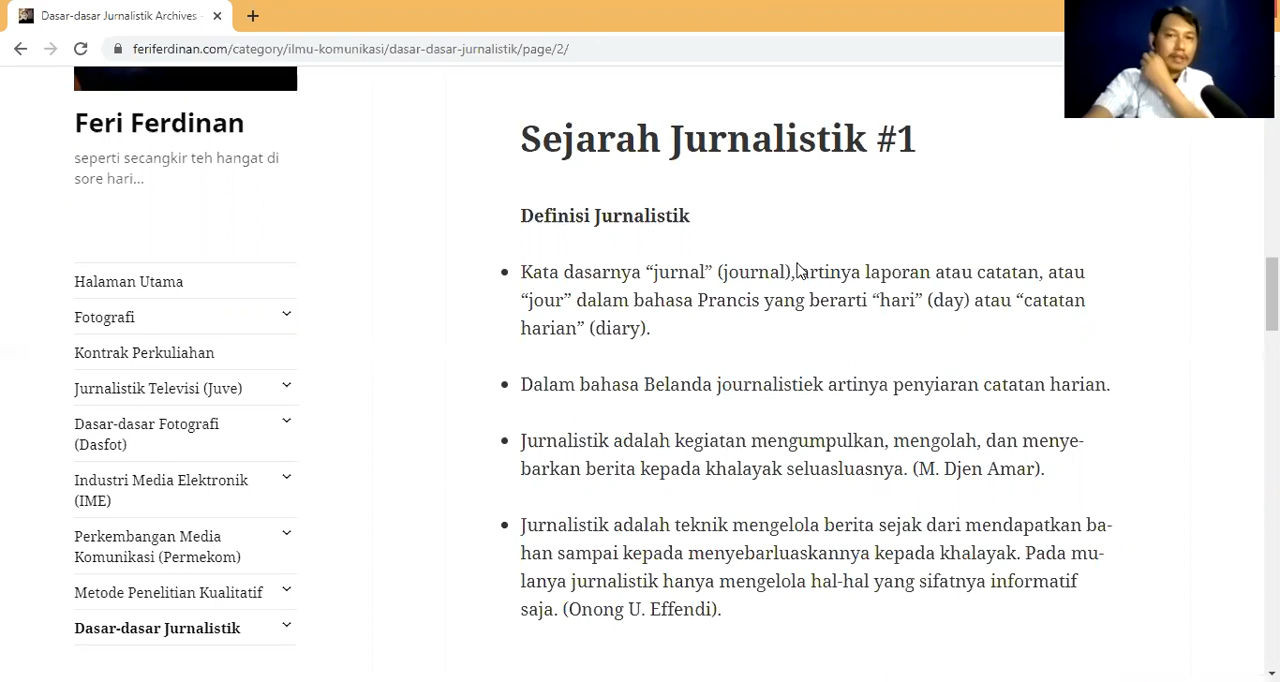 Dasar-dasar Jurnalistik Archives -
feriferdinan.com/category/ilmu-komunikasi/dasar-dasar-jurnalistik/page/2/
Feri Ferdinan
seperti secangkir teh hangat di
sore hari...
Halaman Utama
Fotografi
Kontrak Perkuliahan
Jurnalistik Televisi (Juve)
Dasar-dasar Fotografi
(Dasfot)
Industri Media Elektronik
(IME)
Perkembangan Media
Komunikasi (Permekom)
Metode Penelitian Kualitatif
Dasar-dasar Jurnalistik
Sejarah Jurnalistik #1
Definisi Jurnalistik
• Kata dasarnya “jurnal” (journal), artinya laporan atau catatan, atau
“jour” dalam bahasa Prancis yang berarti “hari” (day) atau “catatan
harian” (diary).
• Dalam bahasa Belanda journalistiek artinya penyiaran catatan harian.
• Jurnalistik adalah kegiatan mengumpulkan, mengolah, dan menye-
barkan berita kepada khalayak seluasluasnya. (M. Djen Amar).
• Jurnalistik adalah teknik mengelola berita sejak dari mendapatkan ba-
han sampai kepada menyebarluaskannya kepada khalayak. Pada mu-
lanya jurnalistik hanya mengelola hal-hal yang sifatnya informatif
saja. (Onong U. Effendi).